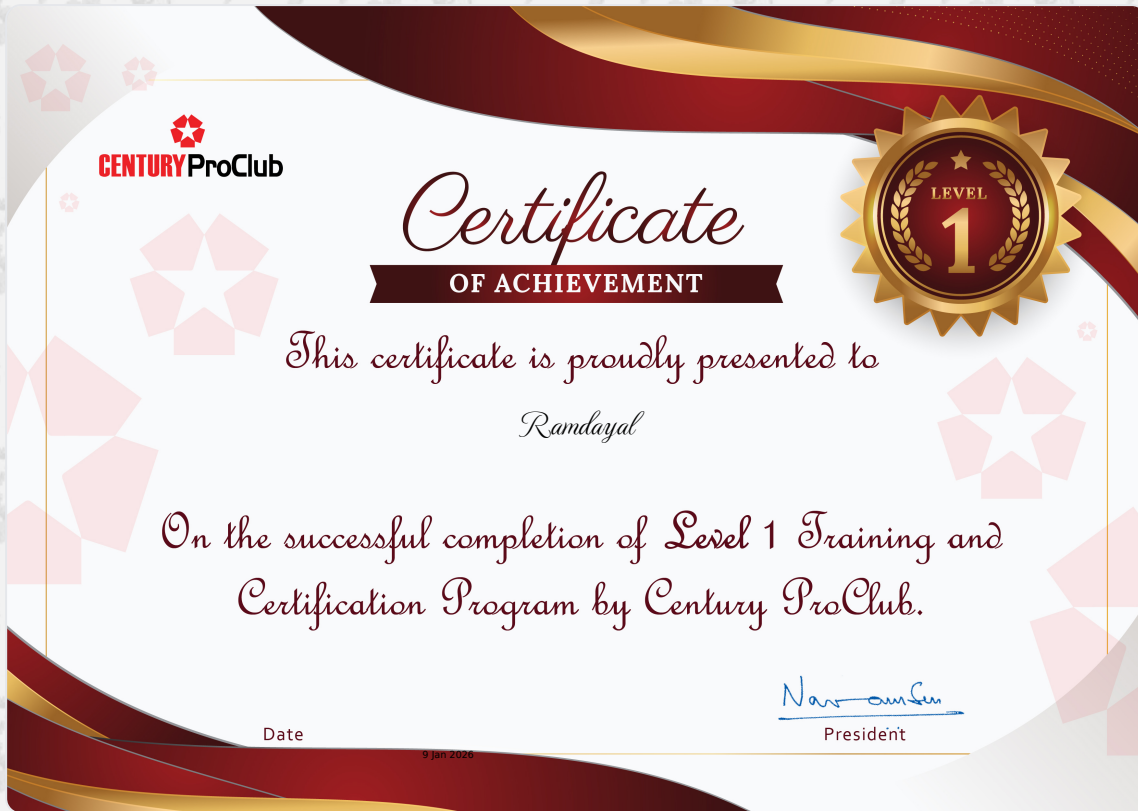 CENTURY ProClub
LEVEL
1
Certificate
OF ACHIEVEMENT
This certificate is proudly presented to
Ramdayal
On the successful completion of Level 1 Training and
Certification Program by Century ProClub.
Date
President
9 Jan 2026